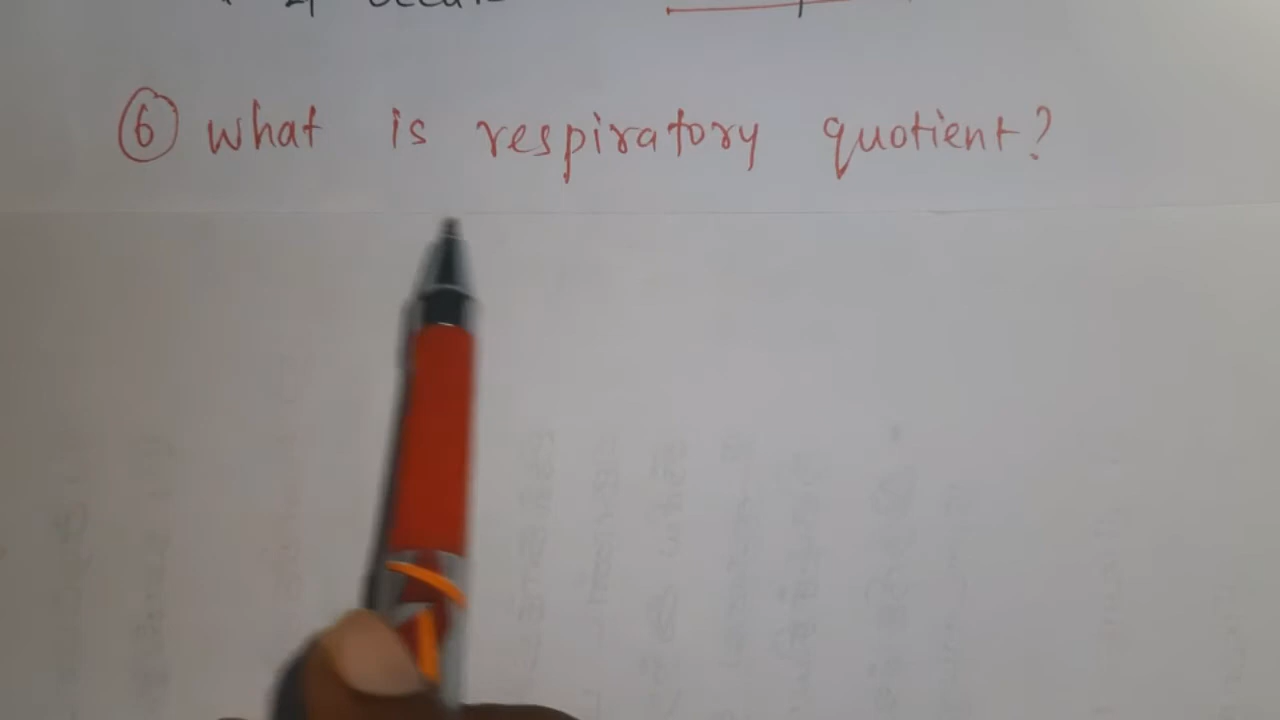 ⑥ What is respiratory quotient?